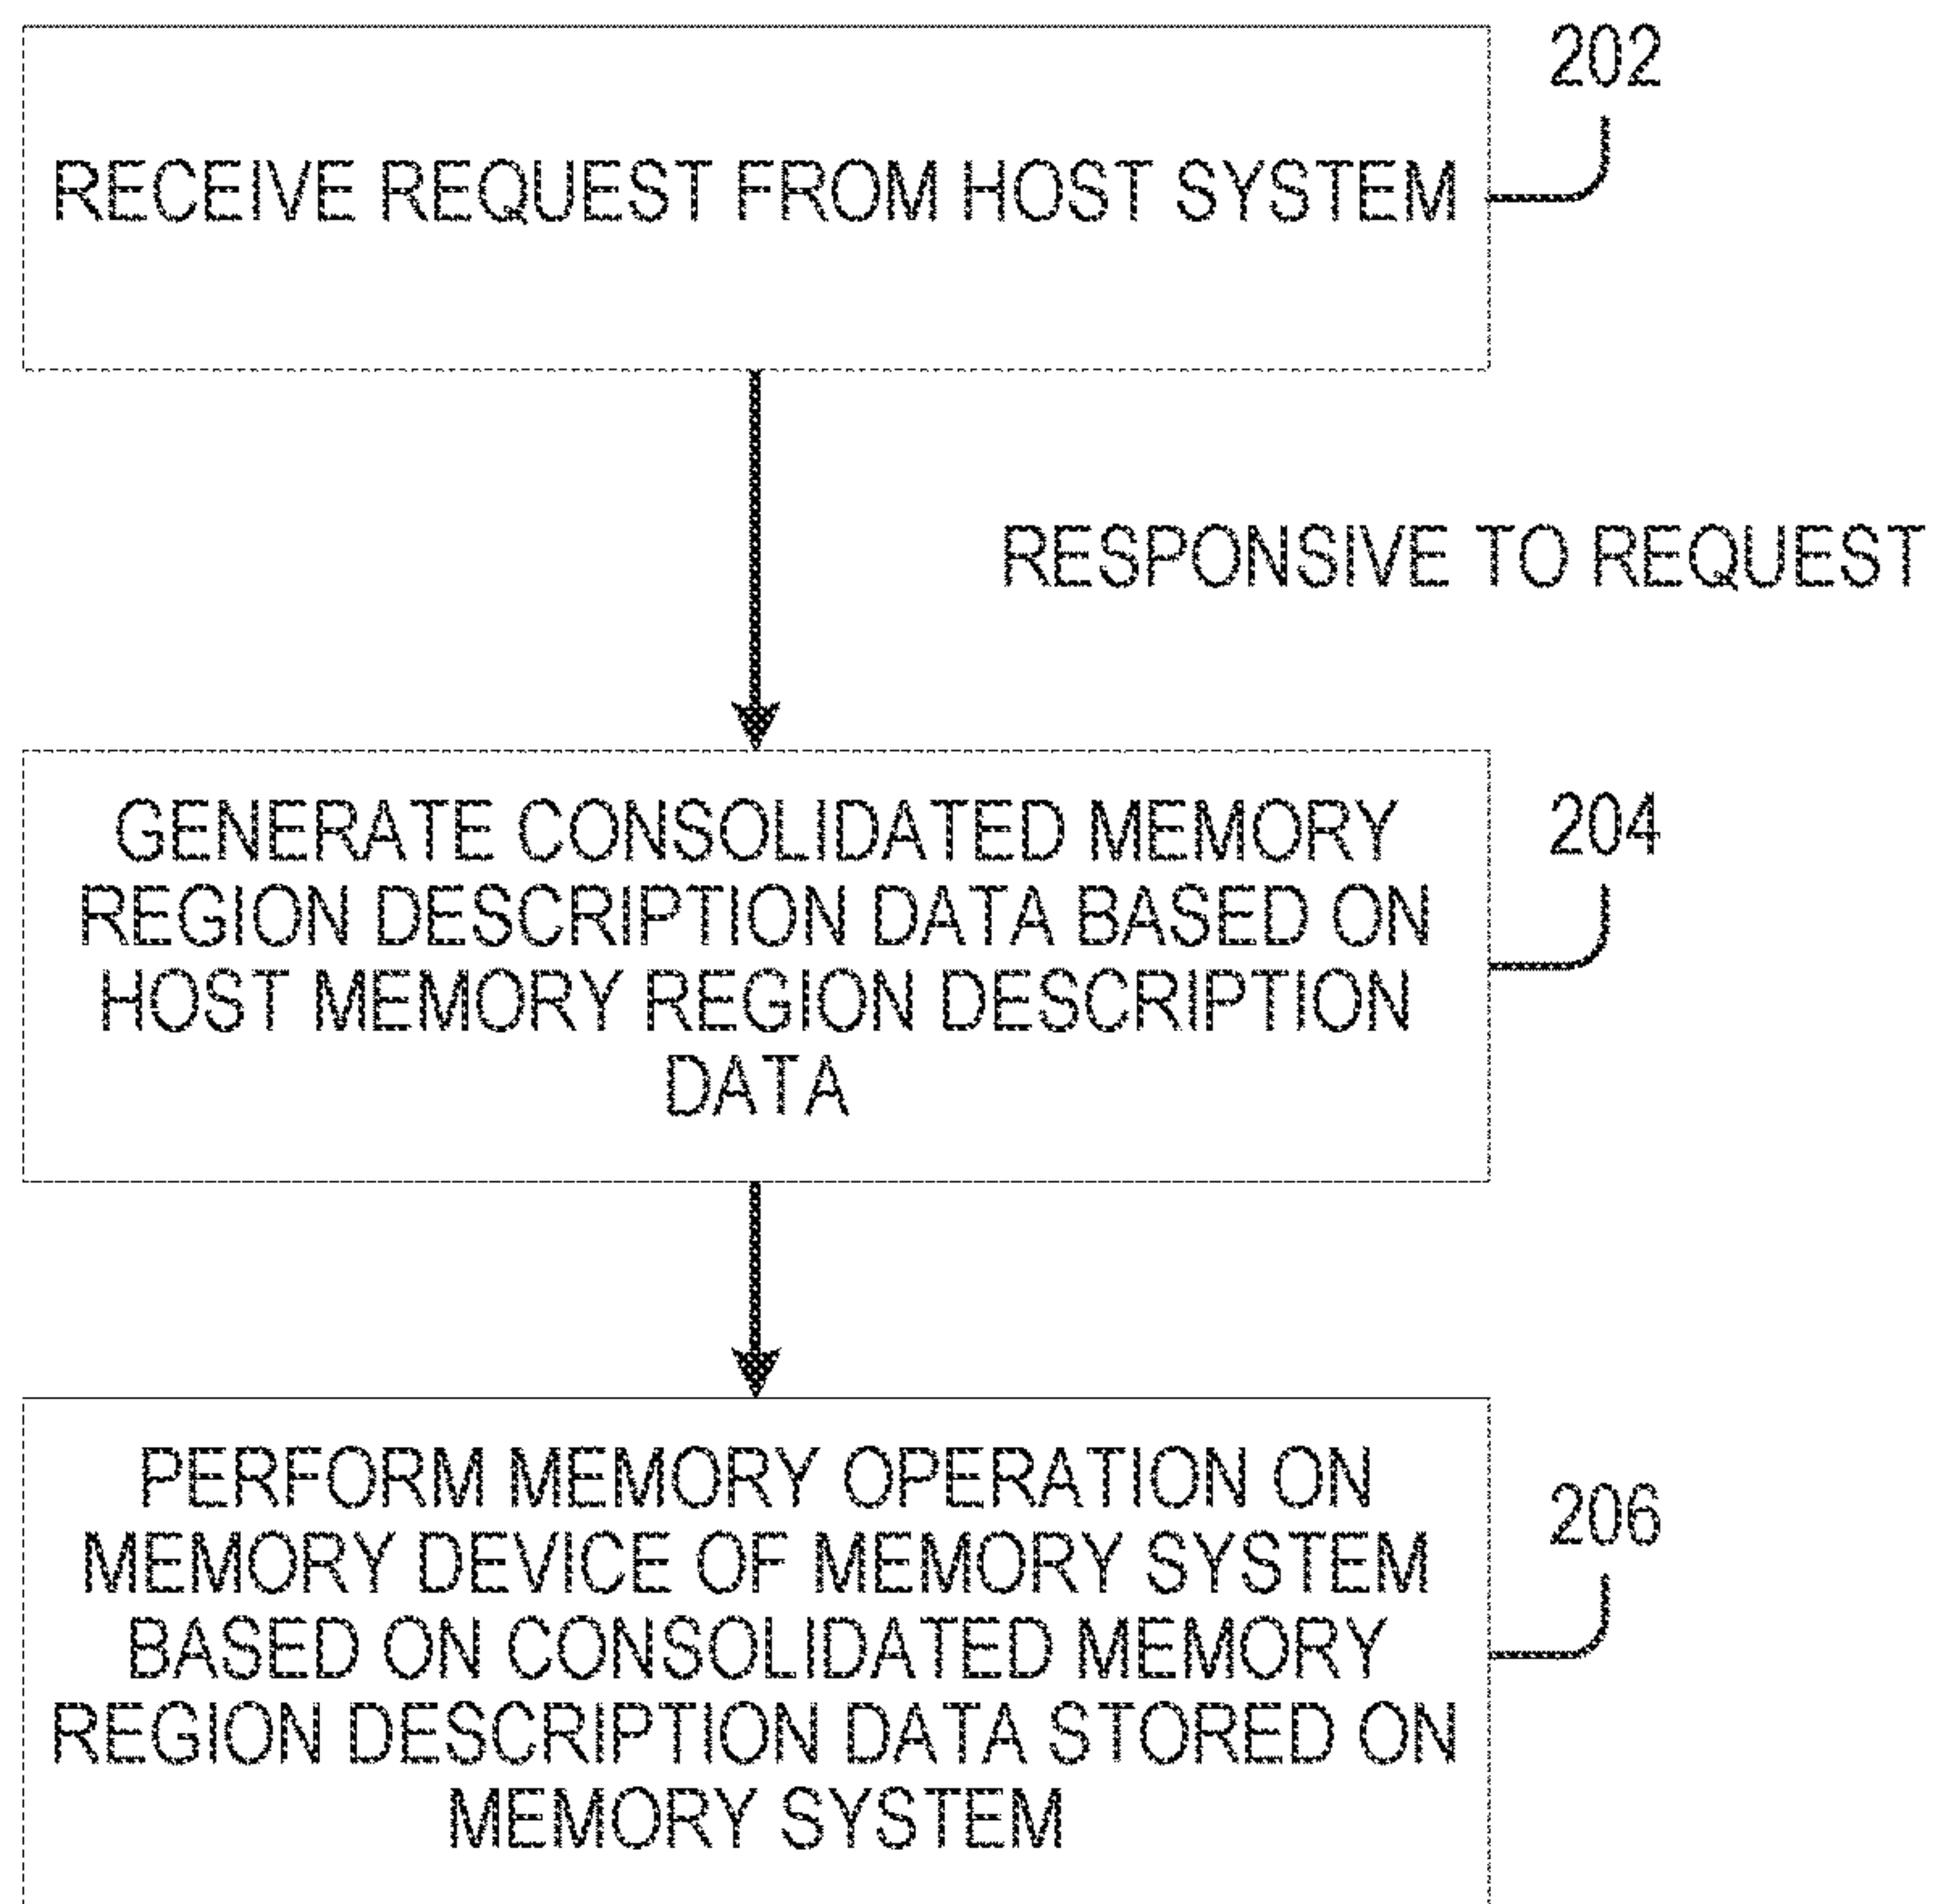 202
RECEIVE REQUEST FROM HOST SYSTEM
RESPONSIVE TO REQUEST
GENERATE CONSOLIDATED MEMORY
REGION DESCRIPTION DATA BASED ON
HOST MEMORY REGION DESCRIPTION
DATA
204
PERFORM MEMORY OPERATION ON
MEMORY DEVICE OF MEMORY SYSTEM
BASED ON CONSOLIDATED MEMORY
REGION DESCRIPTION DATA STORED ON
MEMORY SYSTEM
206